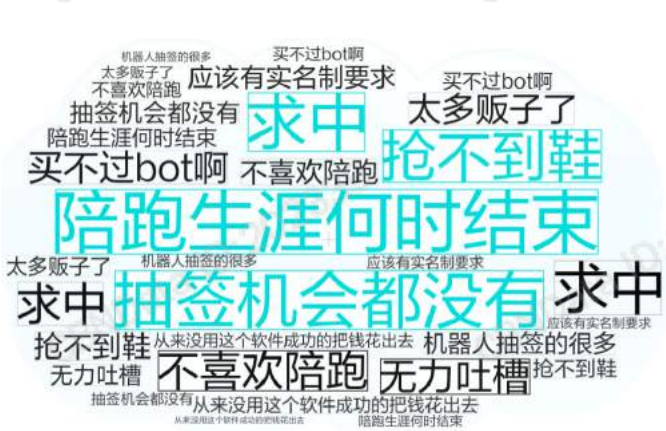 机器人抽签的很多
买不过bot啊
太多贩子了
应该有实名制要求
买不过bot啊
不喜欢陪跑
抽签机会都没有
求中
太多贩子了
陪跑生涯何时结束
抢不到鞋
买不过bot啊
不喜欢陪跑
陪跑生涯何时结束
太多贩子了
机器人抽签的很多
应该有实名制要求
求中
抽签机会都没有
求中
应该有实名制要求
抢不到鞋
从来没用这个软件成功的把钱花出去
机器人抽签的很多
无力吐槽
不喜欢陪跑
无力吐槽
抢不到鞋
抽签机会都没有
从来没用这个软件成功的把钱花出去
从来没用这个软件成功的把钱花出去
陪跑生涯何时结束